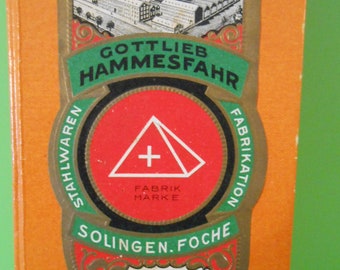 GOTTLIEB
HAMMESFAHR
STAHLWAREN
FABRIKATION
FABRIK
MARKE
SOLINGEN. FOCHE